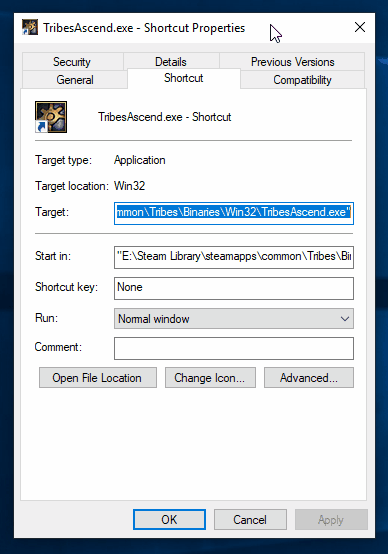 TribesAscend.exe - Shortcut Properties
Security Details Previous Versions
General Shortcut Compatibility
TribesAscend.exe - Shortcut
Target type: Application
Target location: Win32
Target: mmon\Tribes\Binaries\Win32\TribesAscend.exe"
Start in: "E:\Steam Library\steamapps\common\Tribes\Bin
Shortcut key: None
Run: Normal window
Comment:
Open File Location Change Icon... Advanced...
OK Cancel Apply